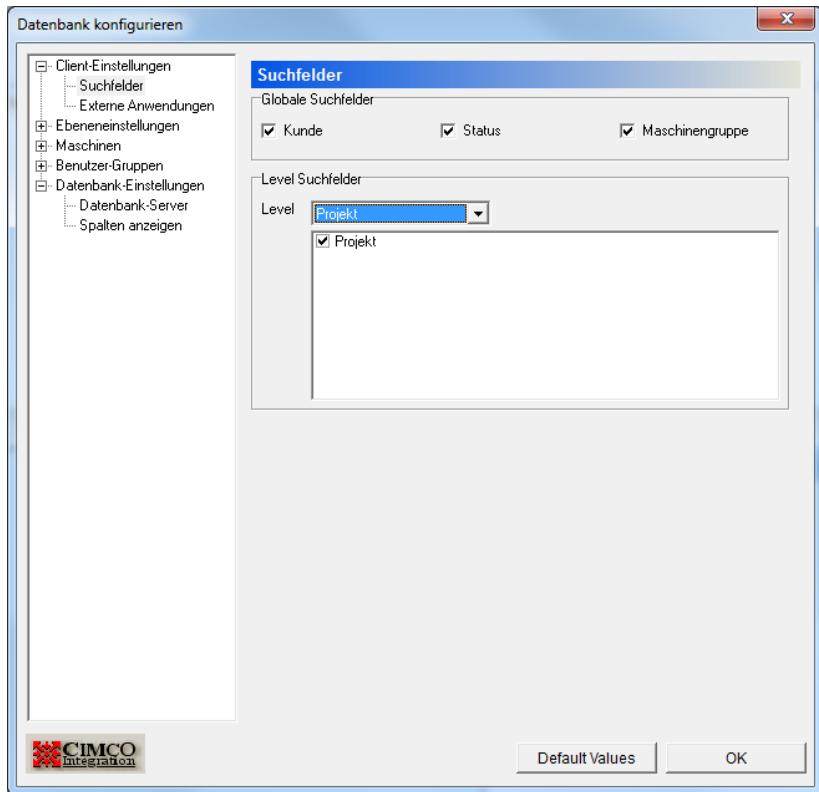 Datenbank konfigurieren
Client-Einstellungen
Suchfelder
Externe Anwendungen
Ebeneneinstellungen
Maschinen
Benutzer-Gruppen
Datenbank-Einstellungen
Datenbank-Server
Spalten anzeigen
Suchfelder
Globale Suchfelder
Kunde Status Maschinengruppe
Level Suchfelder
Level Projekt
Projekt
CIMCO
Integration
Default Values OK